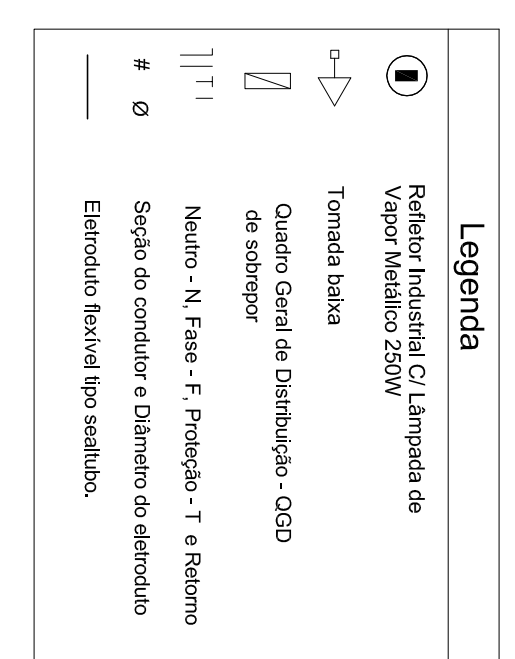 Legenda
Refletor Industrial C/ Lâmpada de
Vapor Metálico 250W
Tomada baixa
Quadro Geral de Distribuição - QGD
de sobrepor
Neutro - N, Fase - F, Proteção - T e Retorno
# Ø Seção do condutor e Diâmetro do eletroduto
Eletroduto flexível tipo sealtubo.